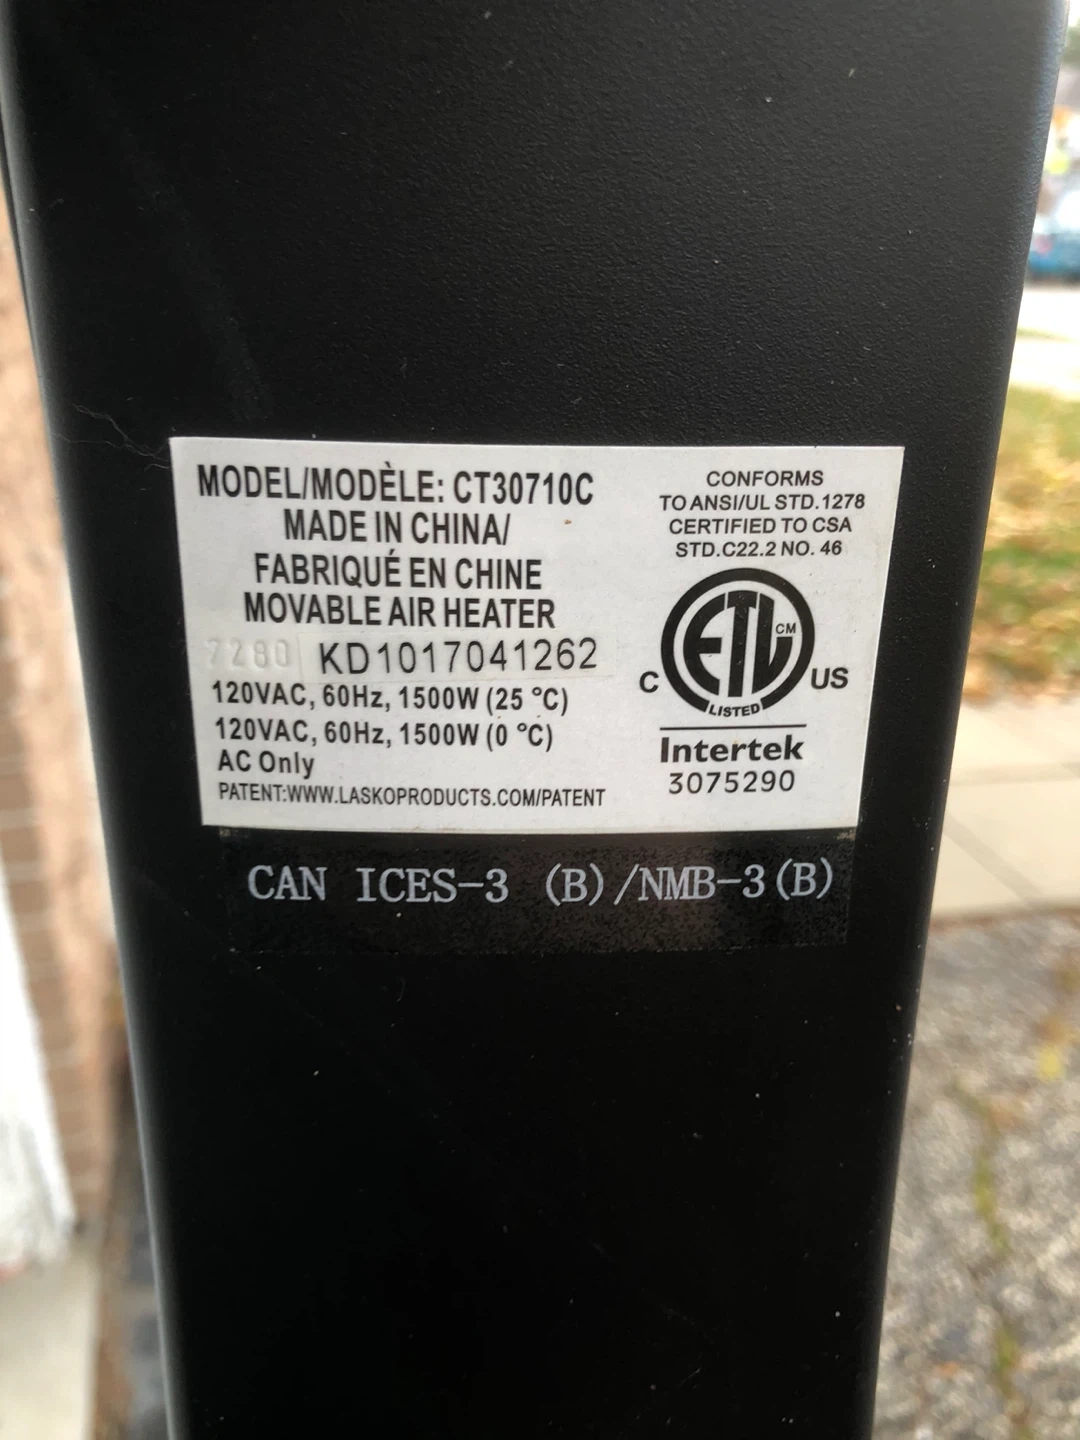 MODEL/MODÈLE: CT30710C
MADE IN CHINA/
FABRIQUÉ EN CHINE
MOVABLE AIR HEATER
7280 KD1017041262
120VAC, 60Hz, 1500W (25 °C)
120VAC, 60Hz, 1500W (0 °C)
AC Only
PATENT:WWW.LASKOPRODUCTS.COM/PATENT
CONFORMS
TO ANSI/UL STD.1278
CERTIFIED TO CSA
STD.C22.2 NO. 46
ETL CM
C US
LISTED
Intertek
3075290
CAN ICES-3 (B)/NMB-3(B)